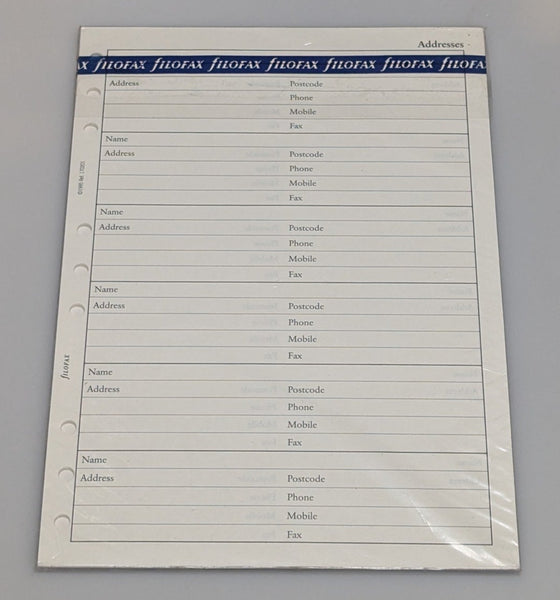 Addresses
X FILOFAX FILOFAX FILOFAX FILOFAX FILOFAX FILOFAX FILOFAX
Address Postcode
Phone
Mobile
Fax
Name
Address Postcode
Phone
Mobile
Fax
Name
Address Postcode
Phone
Mobile
Fax
Name
Address Postcode
Phone
Mobile
Fax
Name
Address Postcode
Phone
Mobile
Fax
Name
Address Postcode
Phone
Mobile
Fax
FILOFAX